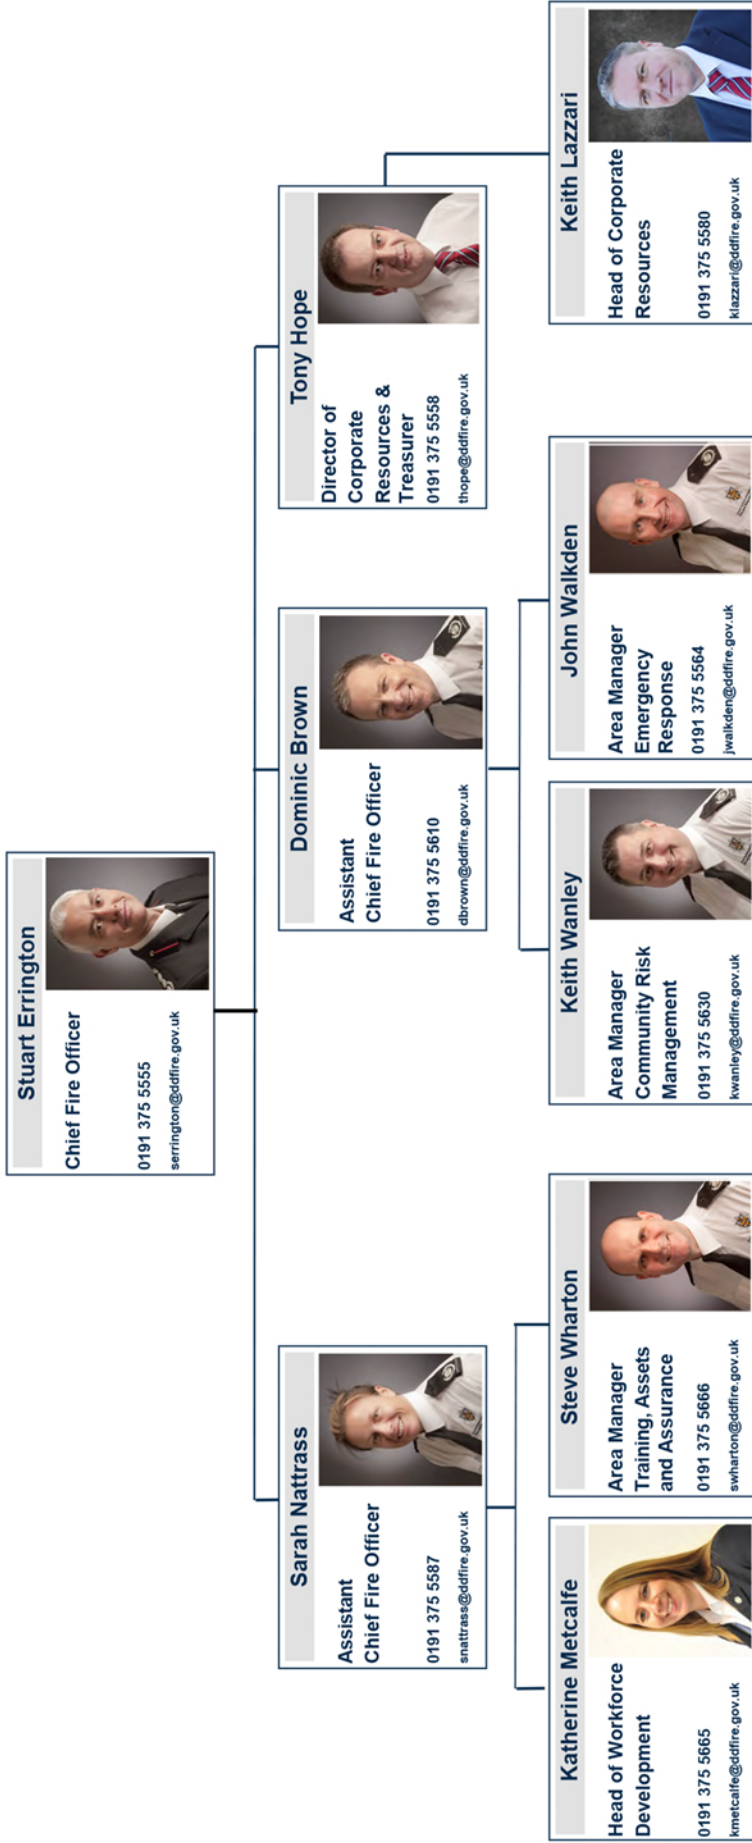 Stuart Errington
Chief Fire Officer
0191 375 5555
serrington@ddfire.gov.uk
Sarah Nattrass
Assistant
Chief Fire Officer
0191 375 5587
snattrass@ddfire.gov.uk
Dominic Brown
Assistant
Chief Fire Officer
0191 375 5610
dbrown@ddfire.gov.uk
Tony Hope
Director of
Corporate
Resources &
Treasurer
0191 375 5558
thope@ddfire.gov.uk
Katherine Metcalfe
Head of Workforce
Development
0191 375 5665
kmetcalfe@ddfire.gov.uk
Steve Wharton
Area Manager
Training, Assets
and Assurance
0191 375 5666
swharton@ddfire.gov.uk
Keith Wanley
Area Manager
Community Risk
Management
0191 375 5630
kwanley@ddfire.gov.uk
John Walkden
Area Manager
Emergency
Response
0191 375 5564
jwalkden@ddfire.gov.uk
Keith Lazzari
Head of Corporate
Resources
0191 375 5580
klazzari@ddfire.gov.uk